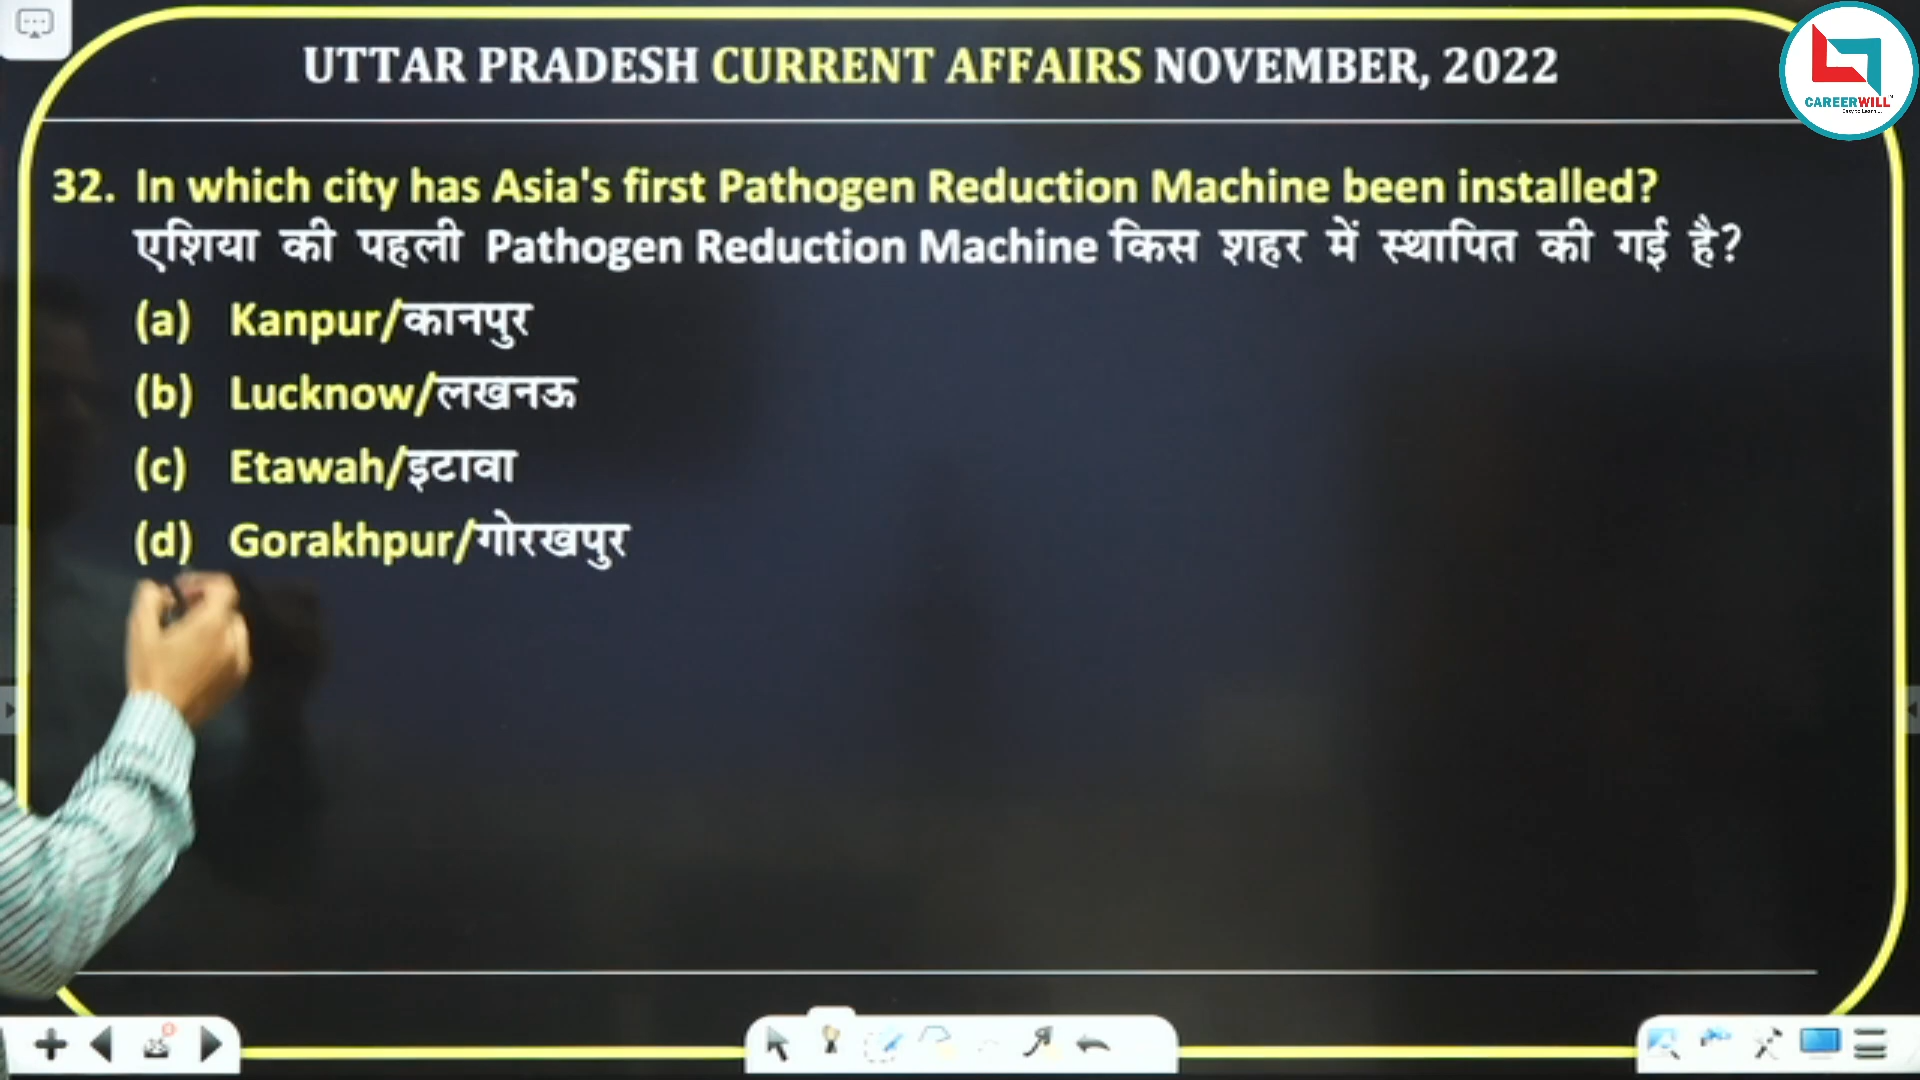 UTTAR PRADESH CURRENT AFFAIRS NOVEMBER, 2022
CAREERWILL
32. In which city has Asia's first Pathogen Reduction Machine been installed?
एशिया की पहली Pathogen Reduction Machine किस शहर में स्थापित की गई है?
(a) Kanpur/कानपुर
(b) Lucknow/लखनऊ
(c) Etawah/इटावा
(d) Gorakhpur/गोरखपुर